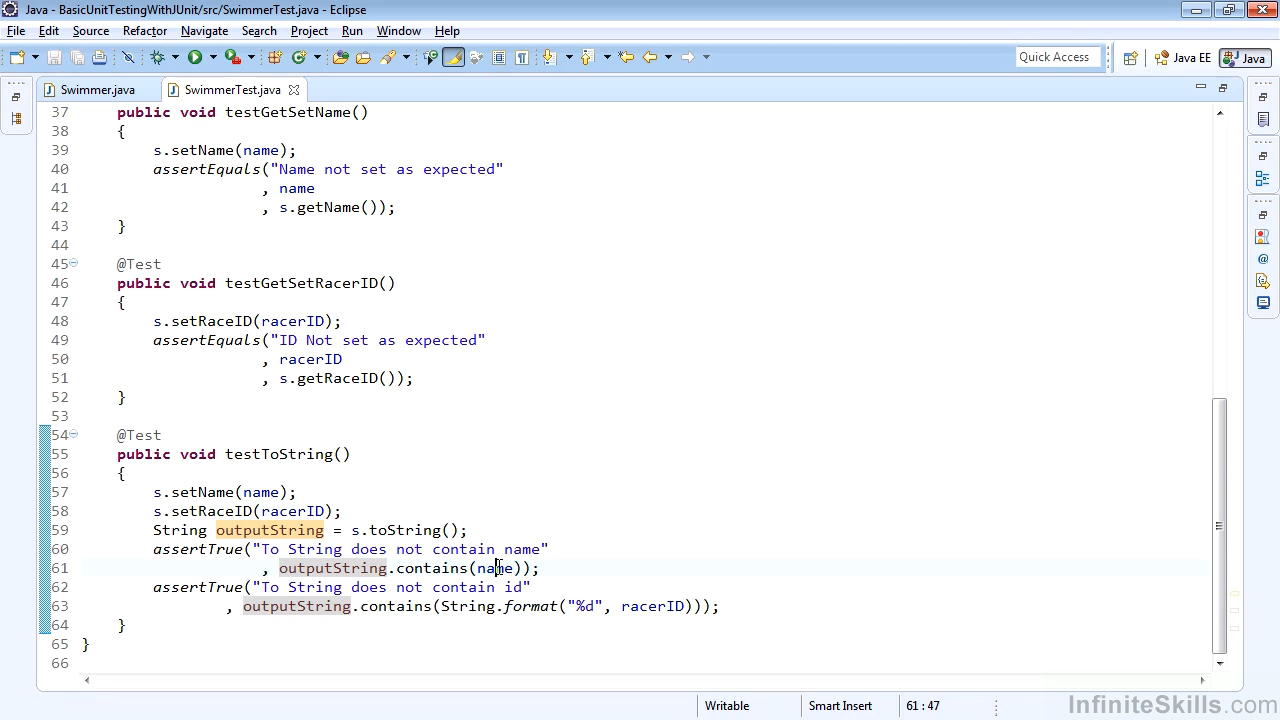 Java - BasicUnitTestingWithJUnit/src/SwimmerTest.java - Eclipse
File Edit Source Refactor Navigate Search Project Run Window Help
Quick Access Java EE Java
Swimmer.java SwimmerTest.java
37 public void testGetSetName()
38 {
39 s.setName(name);
40 assertEquals("Name not set as expected"
41 , name
42 , s.getName());
43 }
44
45 @Test
46 public void testGetSetRacerID()
47 {
48 s.setRaceID(racerID);
49 assertEquals("ID Not set as expected"
50 , racerID
51 , s.getRaceID());
52 }
53
54 @Test
55 public void testToString()
56 {
57 s.setName(name);
58 s.setRaceID(racerID);
59 String outputString = s.toString();
60 assertTrue("To String does not contain name"
61 , outputString.contains(name));
62 assertTrue("To String does not contain id"
63 , outputString.contains(String.format("%d", racerID)));
64 }
65 }
66
Writable Smart Insert 61 : 47
InfiniteSkills.com